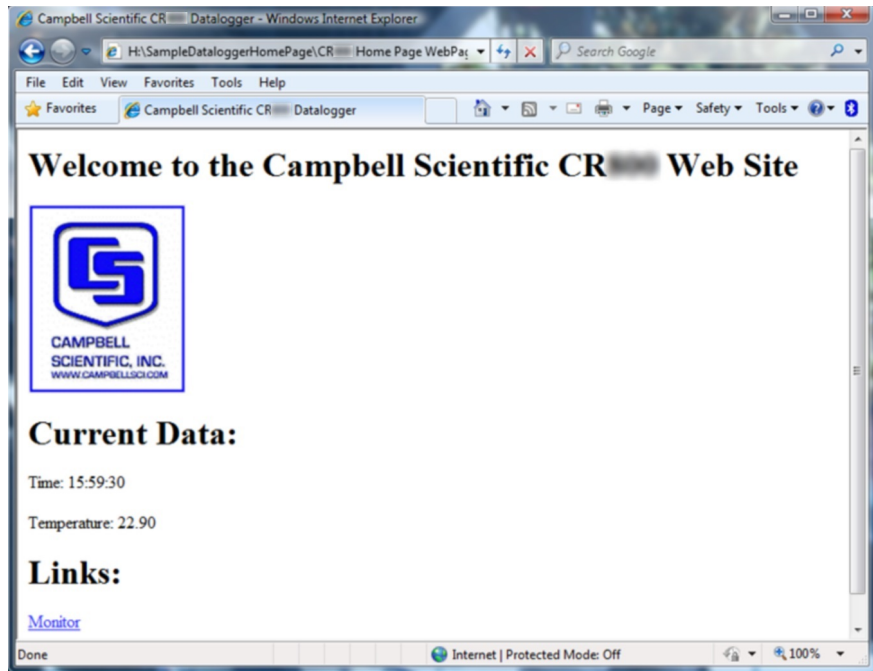 Campbell Scientific CR Datalogger - Windows Internet Explorer
H:\SampleDataloggerHomePage\CR Home Page WebPag
Search Google
File Edit View Favorites Tools Help
Favorites Campbell Scientific CR Datalogger Page Safety Tools
Welcome to the Campbell Scientific CR Web Site
CS
CAMPBELL
SCIENTIFIC, INC.
WWW.CAMPBELLSCI.COM
Current Data:
Time: 15:59:30
Temperature: 22.90
Links:
Monitor
Done Internet | Protected Mode: Off 100%